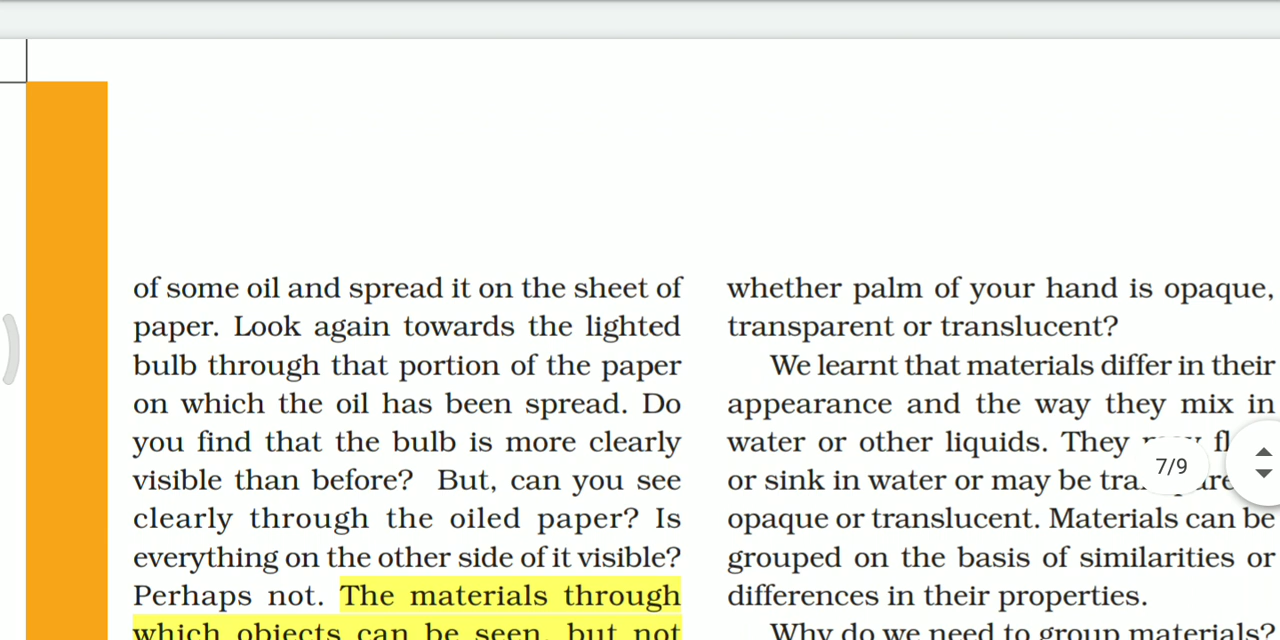 of some oil and spread it on the sheet of
paper. Look again towards the lighted
bulb through that portion of the paper
on which the oil has been spread. Do
you find that the bulb is more clearly
visible than before? But, can you see
clearly through the oiled paper? Is
everything on the other side of it visible?
Perhaps not. The materials through
which objects can be seen, but not
whether palm of your hand is opaque,
transparent or translucent?
We learnt that materials differ in their
appearance and the way they mix in
water or other liquids. They
or sink in water or may be
opaque or translucent. Materials can be
grouped on the basis of similarities or
differences in their properties.
Why do we need to group materials?
7/9